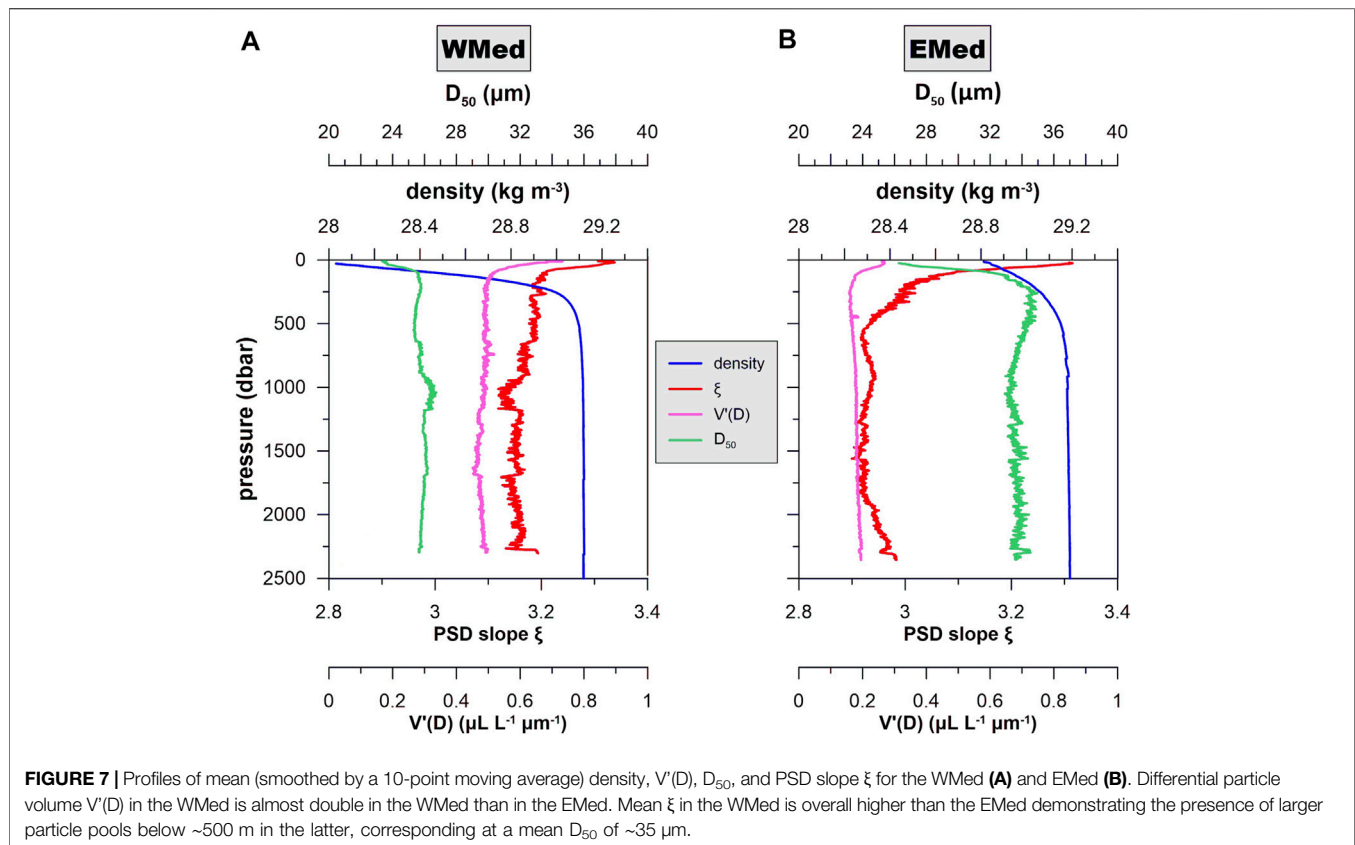 A
WMed
D₅₀ (µm)
20 24 28 32 36 40
density (kg m⁻³)
28 28.4 28.8 29.2
pressure (dbar)
0
500
1000
1500
2000
2500
2.8 3 3.2 3.4
PSD slope ξ
0 0.2 0.4 0.6 0.8 1
V'(D) (µL L⁻¹ µm⁻¹)
density
ξ
V'(D)
D₅₀
B
EMed
D₅₀ (µm)
20 24 28 32 36 40
density (kg m⁻³)
28 28.4 28.8 29.2
2.8 3 3.2 3.4
PSD slope ξ
0 0.2 0.4 0.6 0.8 1
V'(D) (µL L⁻¹ µm⁻¹)
FIGURE 7 | Profiles of mean (smoothed by a 10-point moving average) density, V'(D), D₅₀, and PSD slope ξ for the WMed (A) and EMed (B). Differential particle
volume V'(D) in the WMed is almost double in the WMed than in the EMed. Mean ξ in the WMed is overall higher than the EMed demonstrating the presence of larger
particle pools below ~500 m in the latter, corresponding at a mean D₅₀ of ~35 µm.